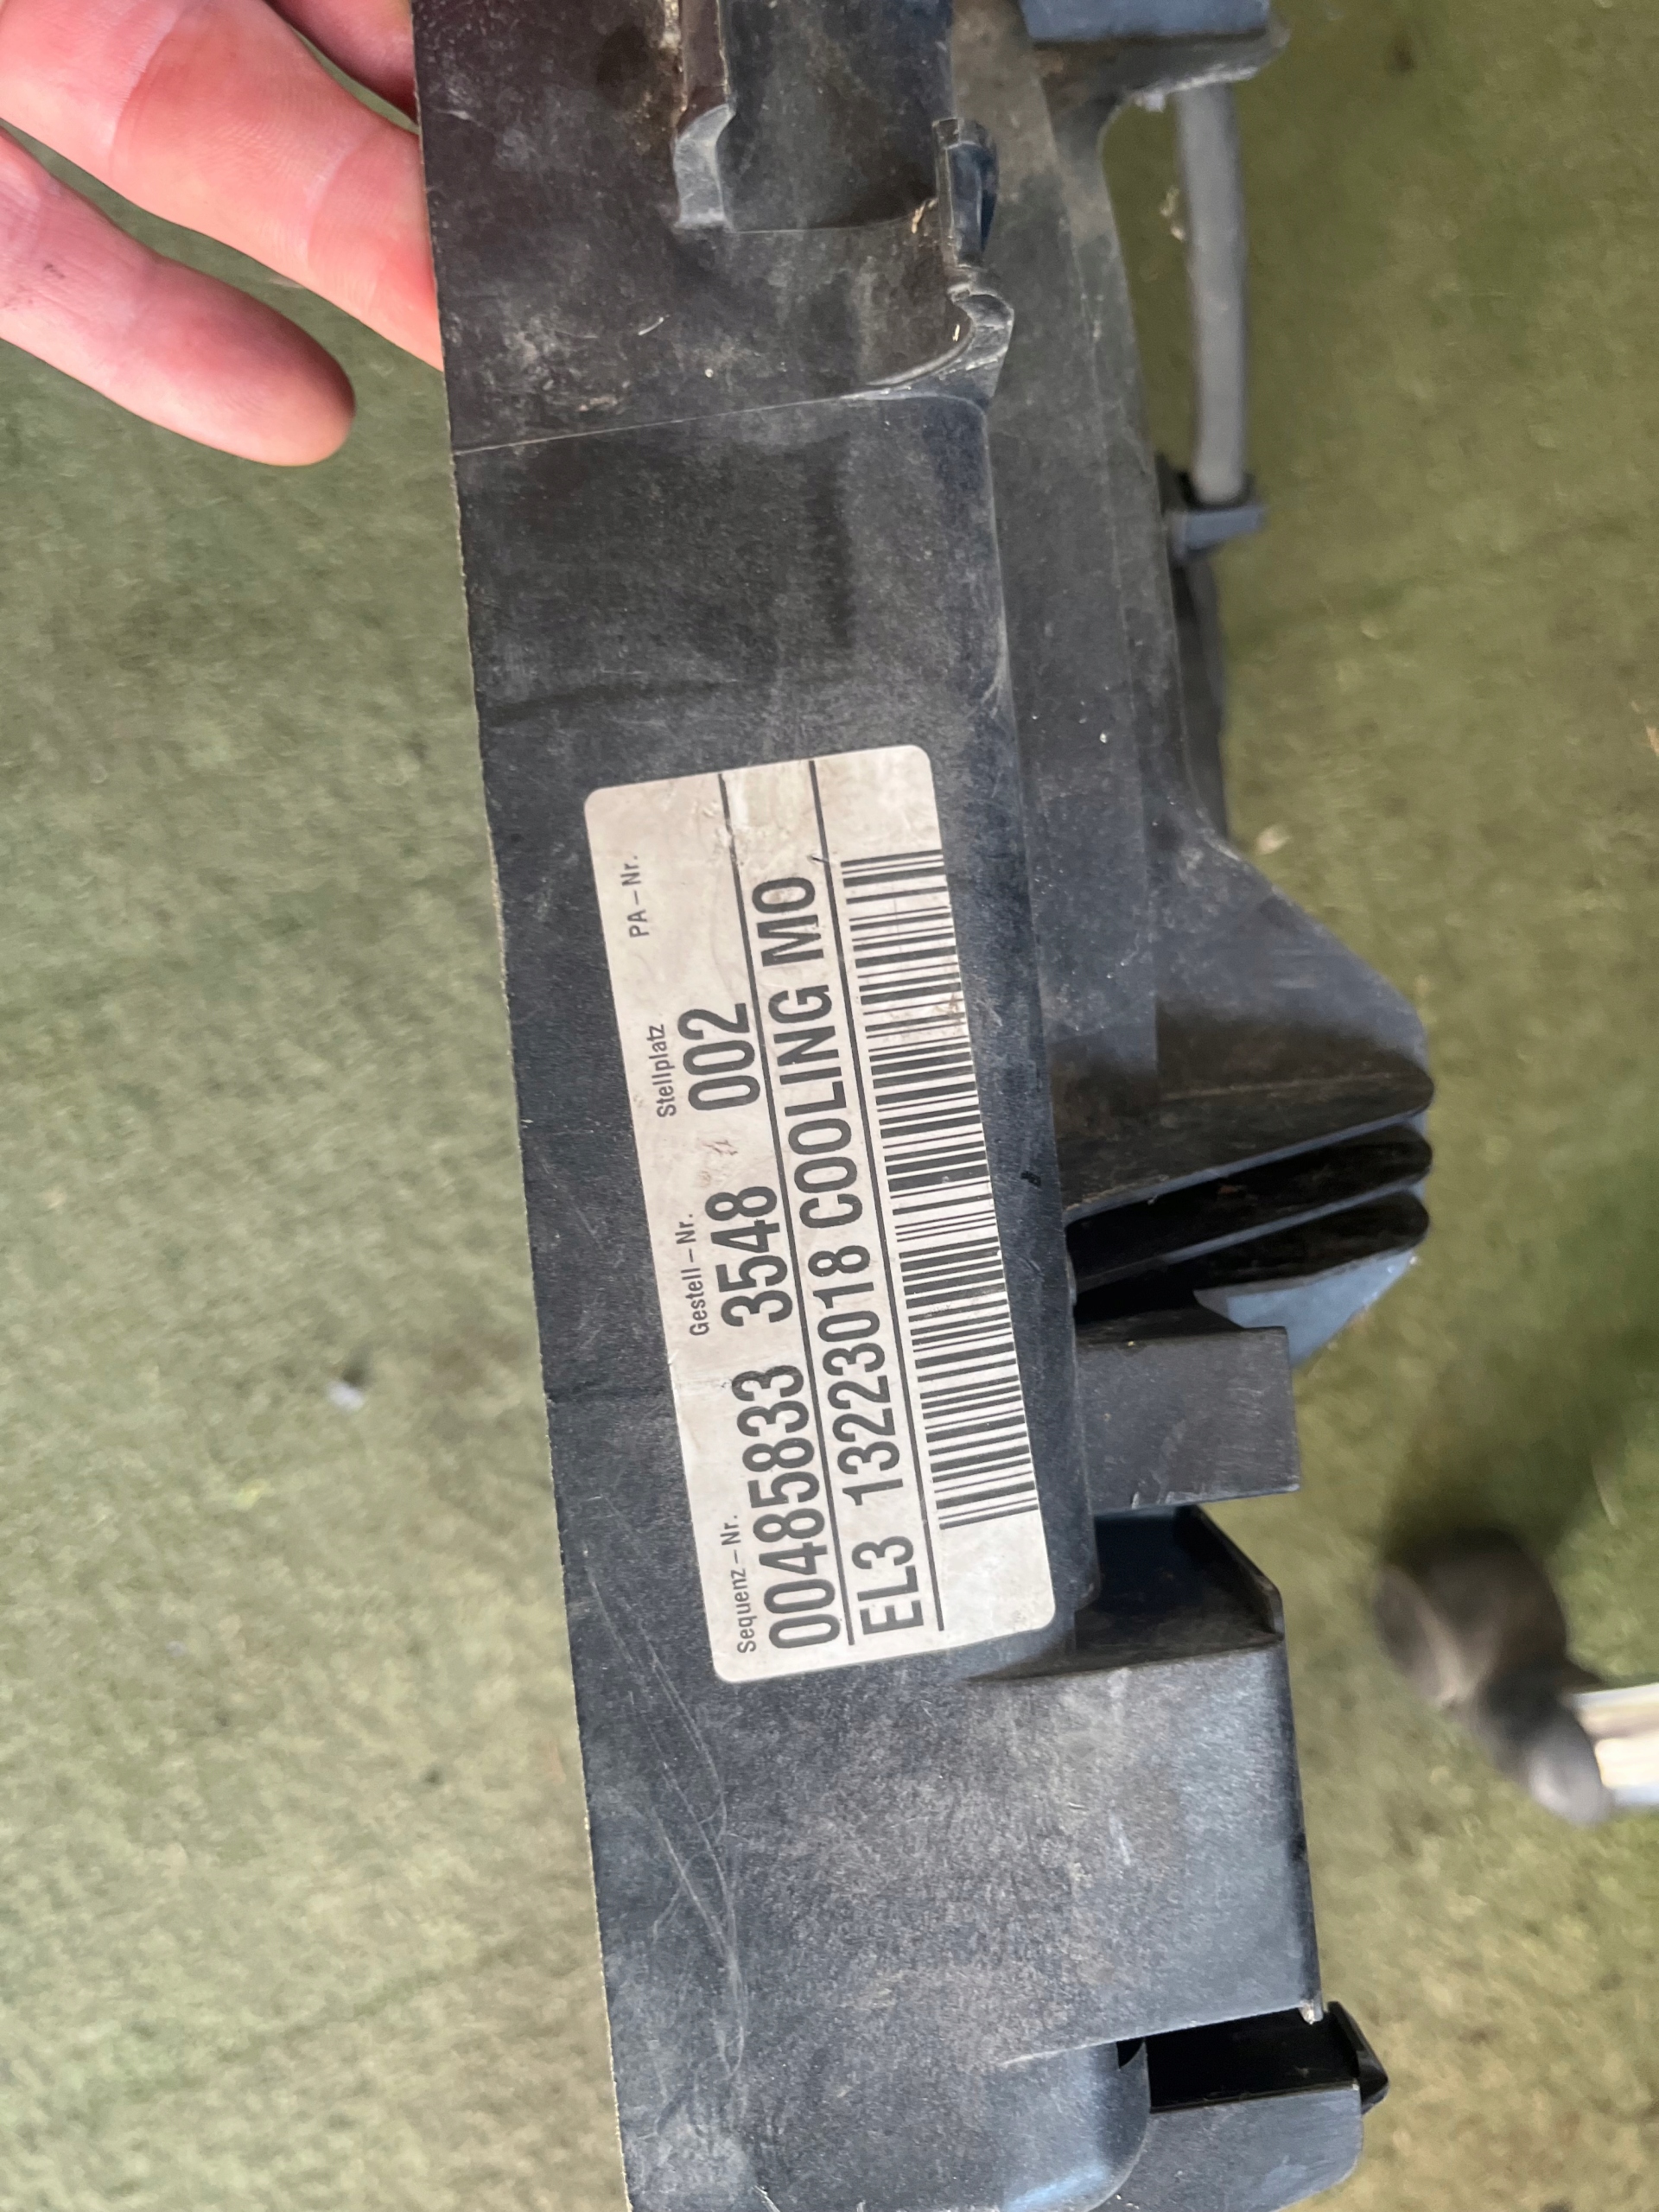 Sequenz-Nr. Gestell-Nr. Stellplatz PA-Nr.
00485833 3548 002
EL3 13223018 COOLING MO